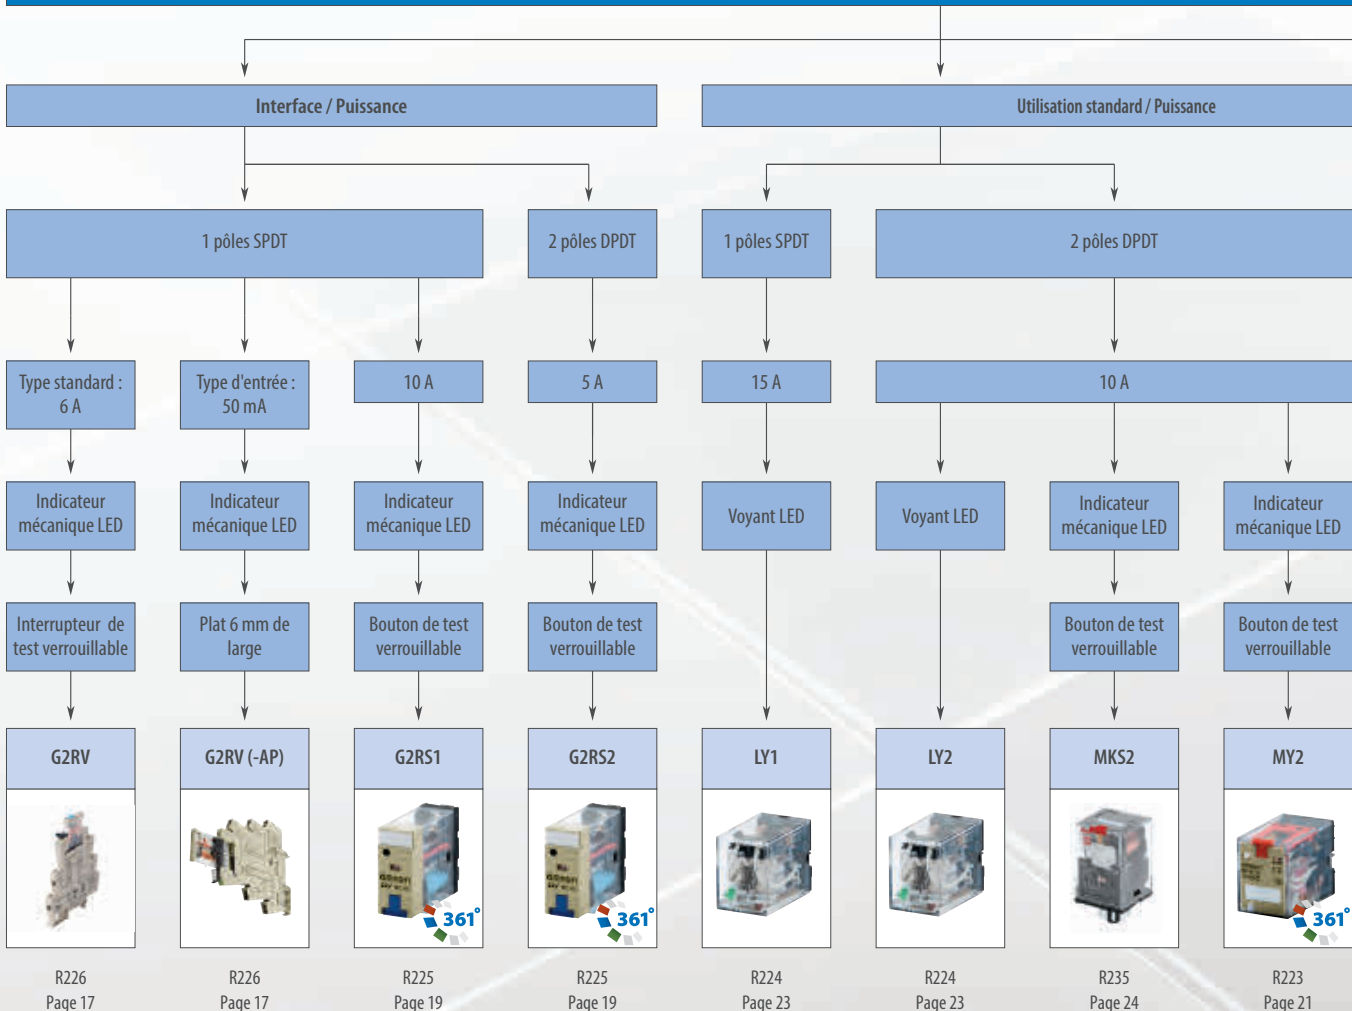 Interface / Puissance
Utilisation standard / Puissance
1 pôles SPDT
2 pôles DPDT
1 pôles SPDT
2 pôles DPDT
Type standard :
6 A
Type d'entrée :
50 mA
10 A
5 A
15 A
10 A
Indicateur
mécanique LED
Indicateur
mécanique LED
Indicateur
mécanique LED
Indicateur
mécanique LED
Voyant LED
Voyant LED
Indicateur
mécanique LED
Indicateur
mécanique LED
Interrupteur de
test verrouillable
Plat 6 mm de
large
Bouton de test
verrouillable
Bouton de test
verrouillable
Bouton de test
verrouillable
Bouton de test
verrouillable
G2RV
G2RV (-AP)
G2RS1
G2RS2
LY1
LY2
MKS2
MY2
361°
361°
361°
R226
Page 17
R226
Page 17
R225
Page 19
R225
Page 19
R224
Page 23
R224
Page 23
R235
Page 24
R223
Page 21